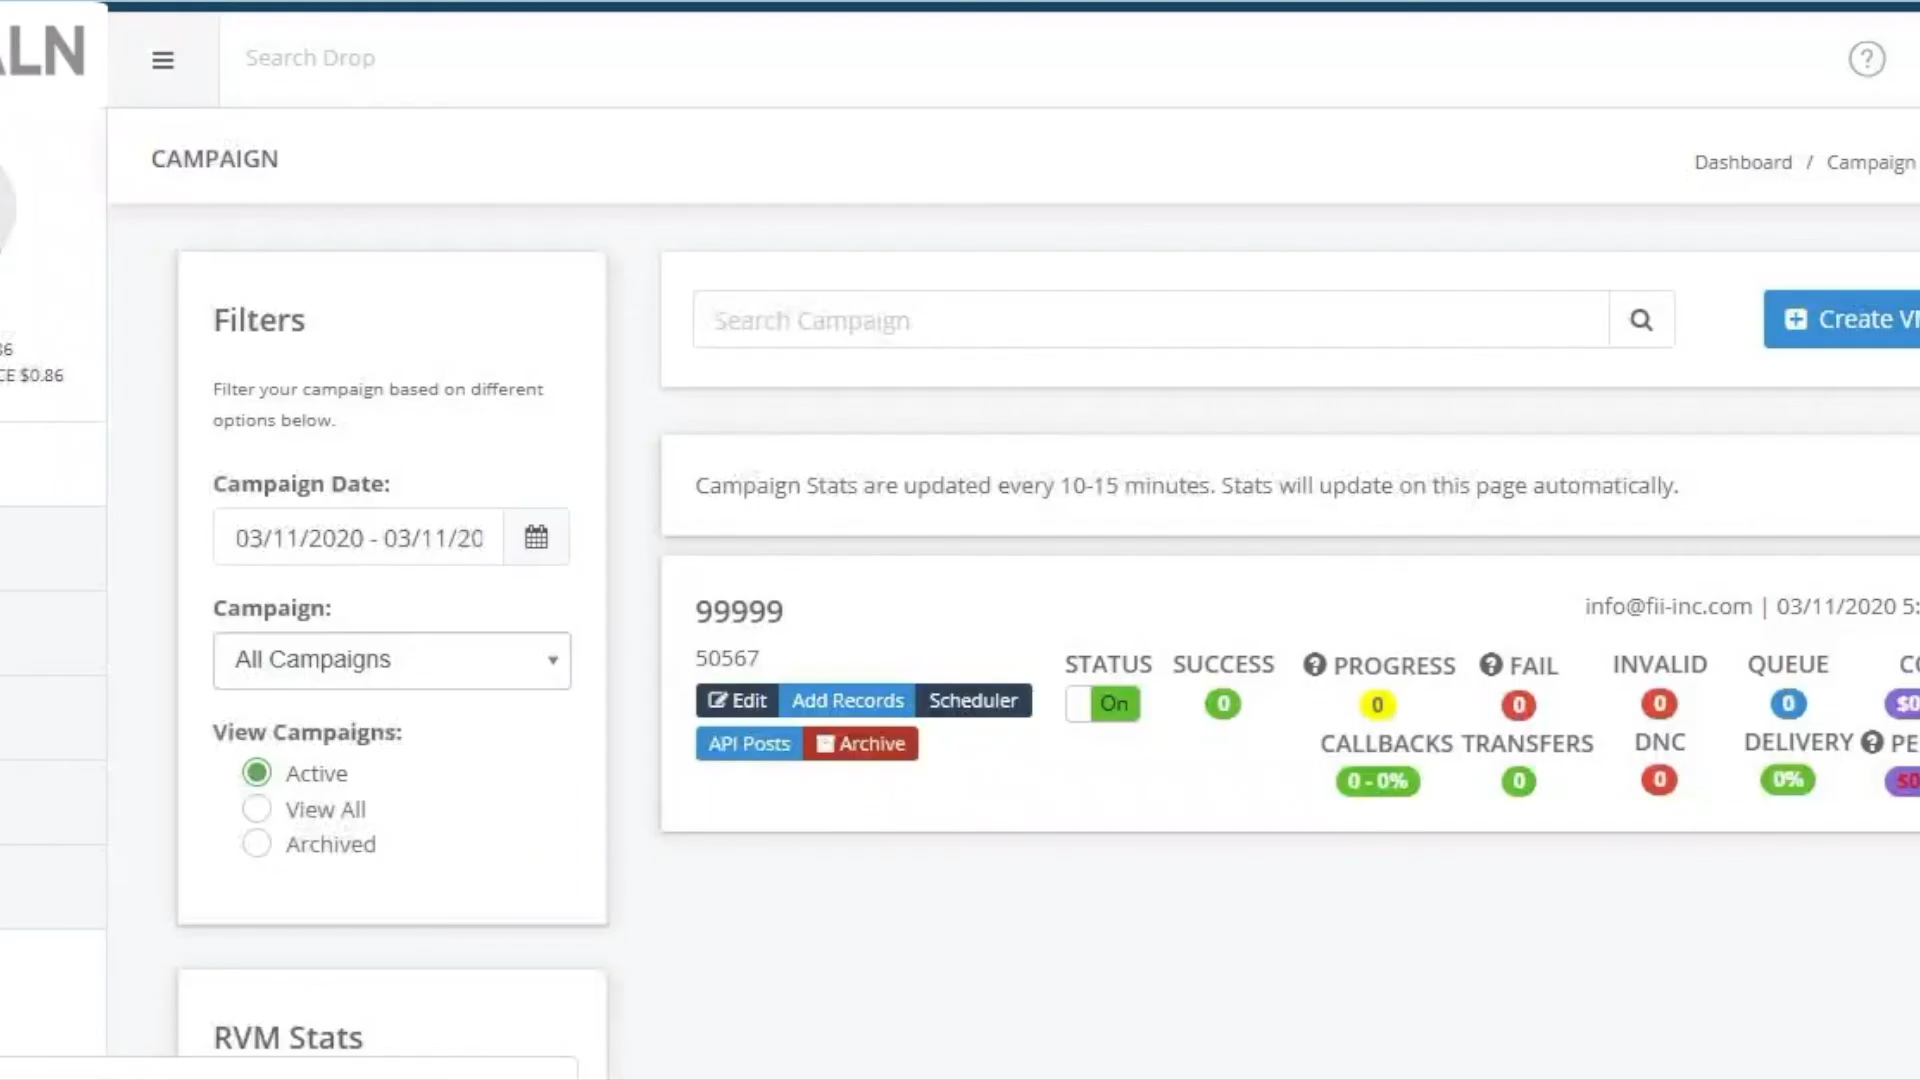 ALN
Search Drop
CAMPAIGN
Dashboard / Campaign
$0.86
Filters
Filter your campaign based on different
options below.
Campaign Date:
03/11/2020 - 03/11/20
Campaign:
All Campaigns
View Campaigns:
Active
View All
Archived
RVM Stats
Search Campaign
Create
Campaign Stats are updated every 10-15 minutes. Stats will update on this page automatically.
99999
info@fii-inc.com | 03/11/2020 5:
50567
STATUS SUCCESS PROGRESS FAIL INVALID QUEUE
Edit Add Records Scheduler
On 0 0 0 0 0 $0
API Posts Archive
CALLBACKS TRANSFERS DNC DELIVERY
0 - 0% 0 0 0% $0